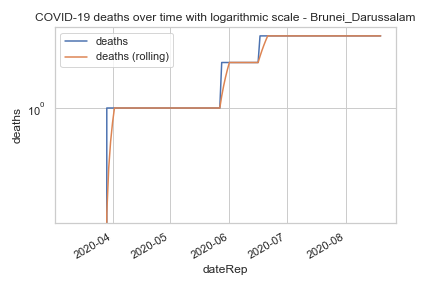 COVID-19 deaths over time with logarithmic scale - Brunei_Darussalam
deaths
deaths (rolling)
deaths
10⁰
2020-04
2020-05
2020-06
2020-07
2020-08
dateRep